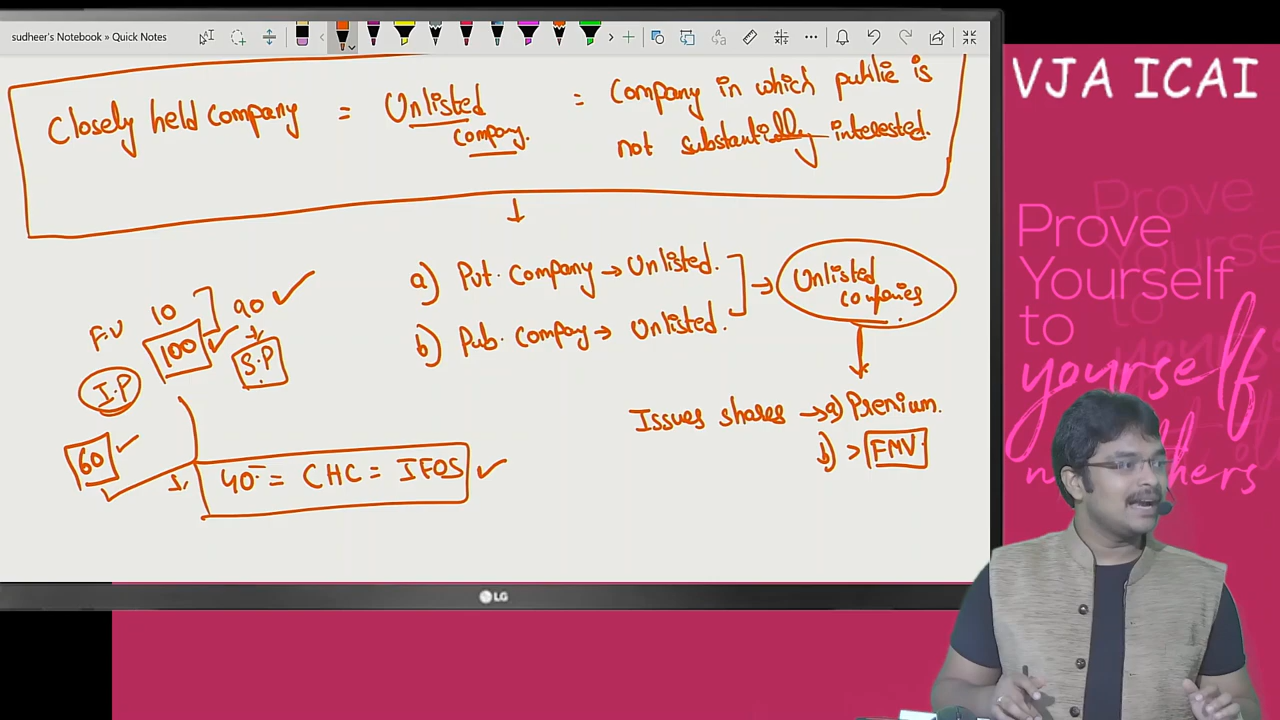 sudheer's Notebook » Quick Notes
VJA ICAI
Closely held company = Unlisted company. = Company in which public is not substantially interested.
a) Pvt. Company → Unlisted.
b) Pub. Compay → Unlisted.
→ Unlisted companies
Issues shares → a) Premium.
b) > FMV
F.V 10
90
100
S.P
I.P
60
40 = CHC = IFOS
Prove
Yourself
to
yourself
LG